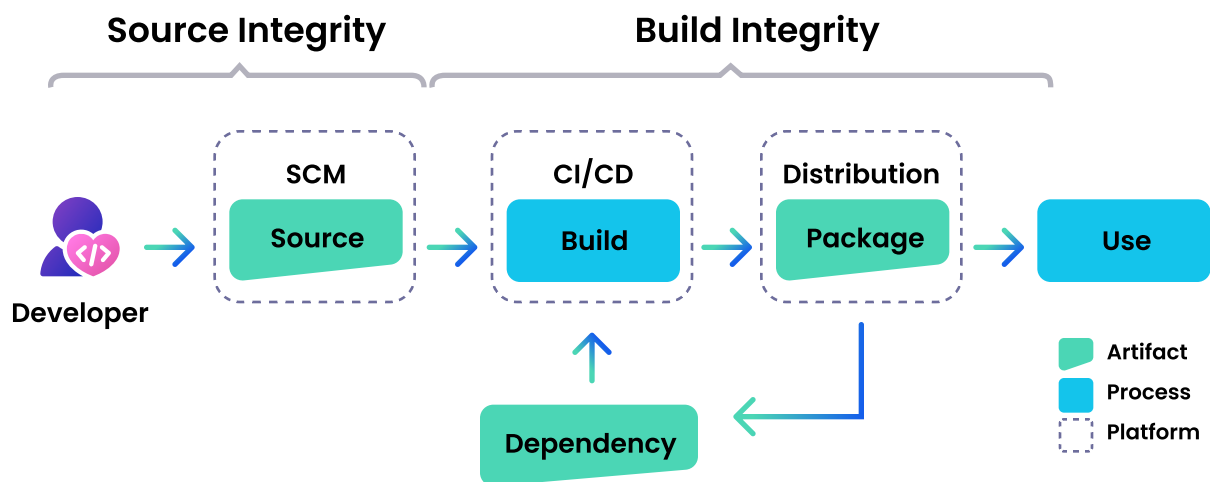 Source Integrity
Build Integrity
SCM
Source
CI/CD
Build
Distribution
Package
Use
</>
Developer
Dependency
Artifact
Process
Platform